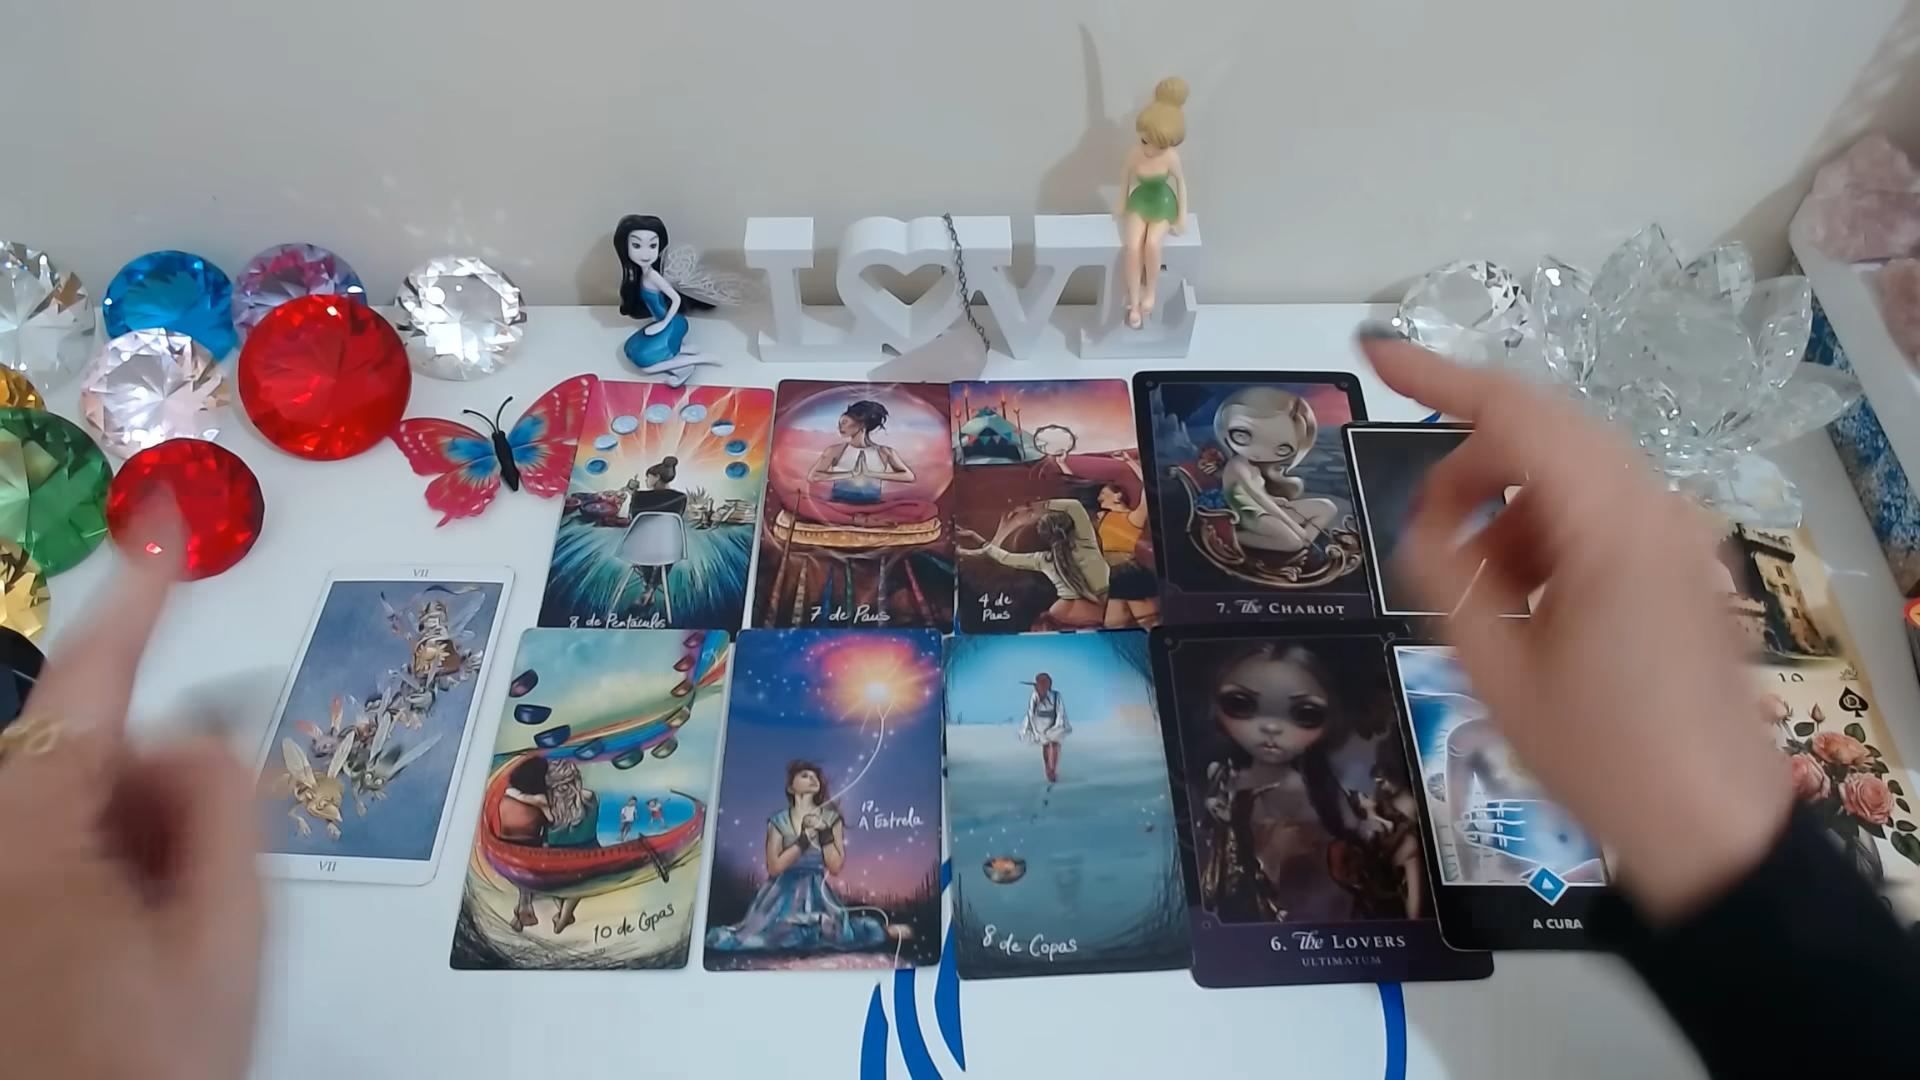 LOVE
8 de Pentáculos
7 de Paus
4 de
Paus
7. The CHARIOT
VII
VII
10 de Copas
17.
A Estrela
8 de Copas
6. The LOVERS
ULTIMATUM
A CURA
10
Q